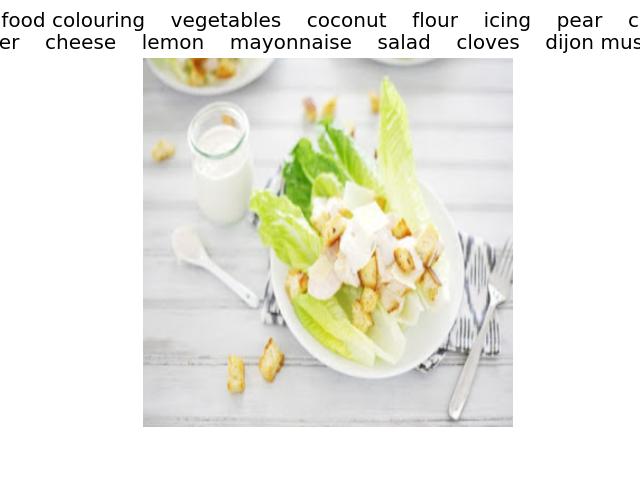 food colouring vegetables coconut flour icing pear
cheese lemon mayonnaise salad cloves dijon